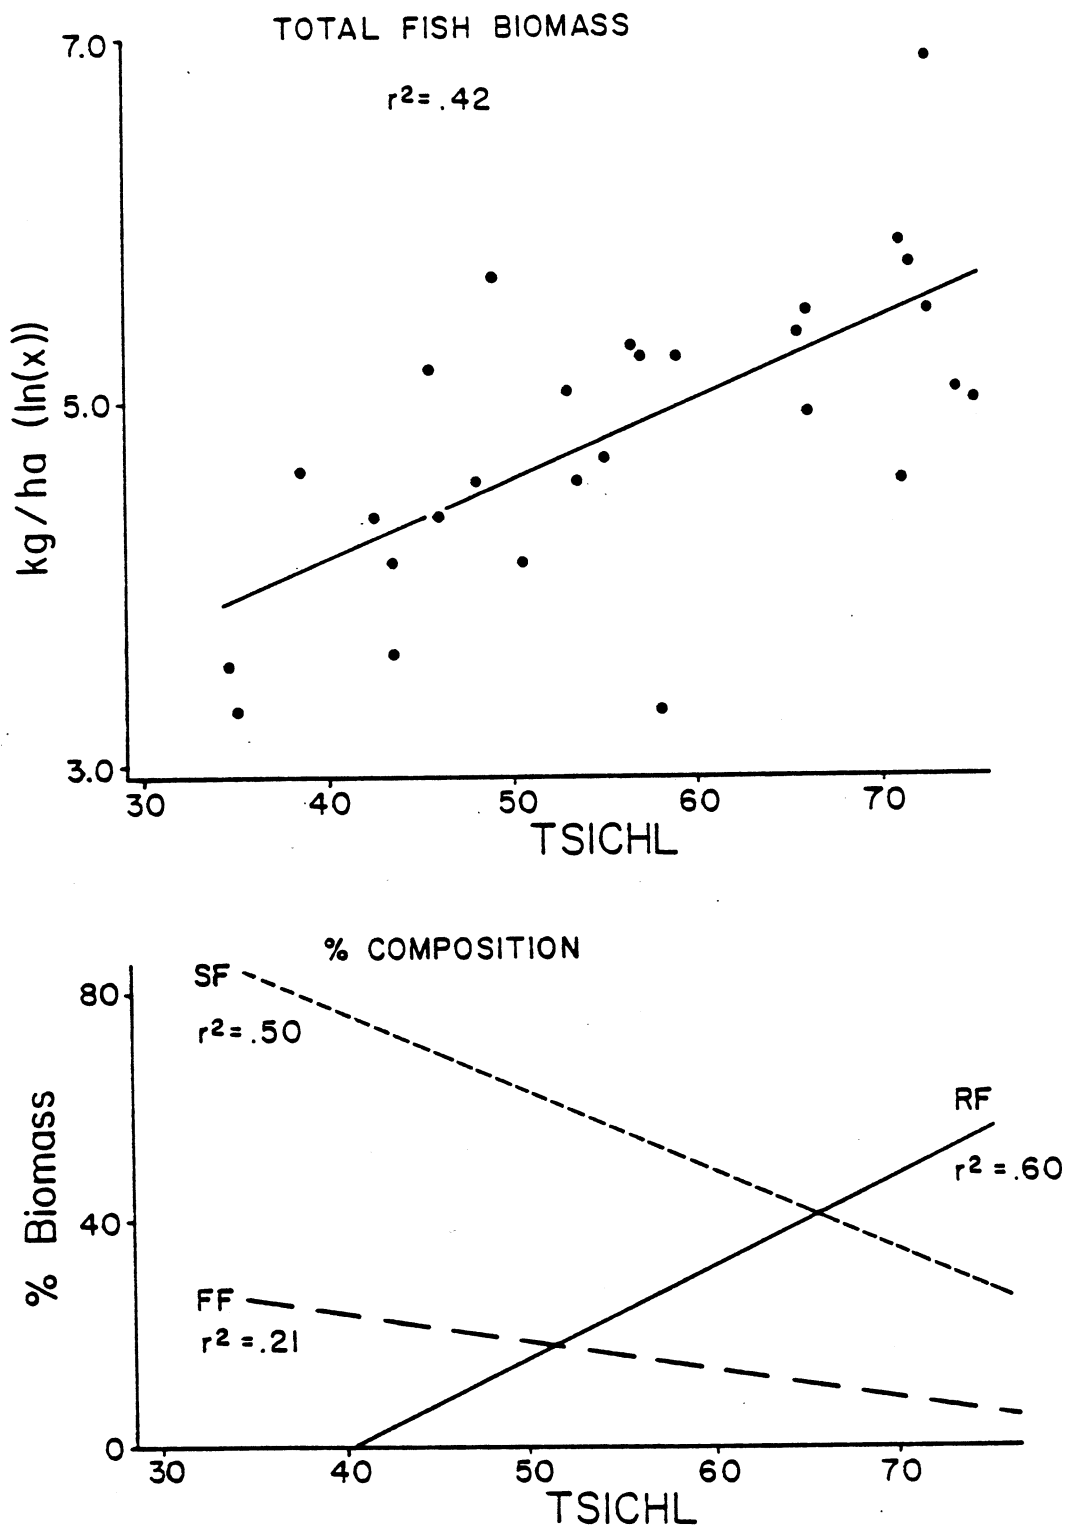 TOTAL FISH BIOMASS
r²=.42
7.0
5.0
3.0
kg/ha (ln(x))
30 40 50 60 70
TSICHL
% COMPOSITION
SF
r²=.50
RF
r²=.60
FF
r²=.21
80
40
0
% Biomass
30 40 50 60 70
TSICHL